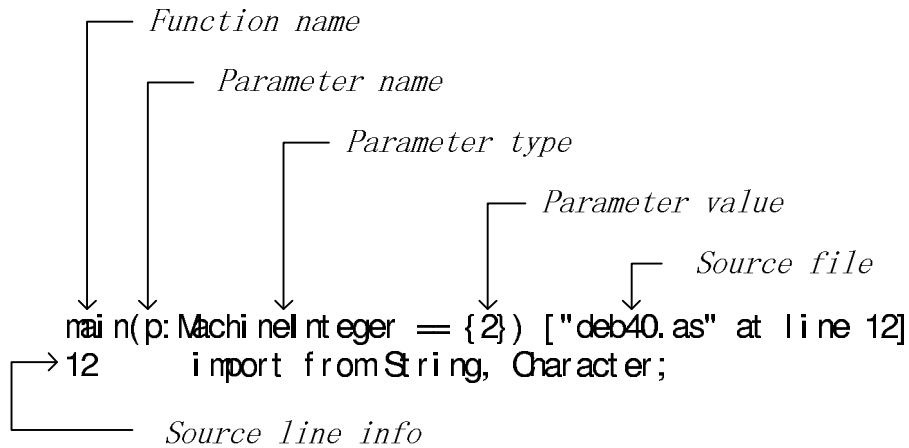 Function name
Parameter name
Parameter type
Parameter value
Source file
main(p:MachineInteger == {2}) ["deb40.as" at line 12]
12 import from String, Character;
Source line info